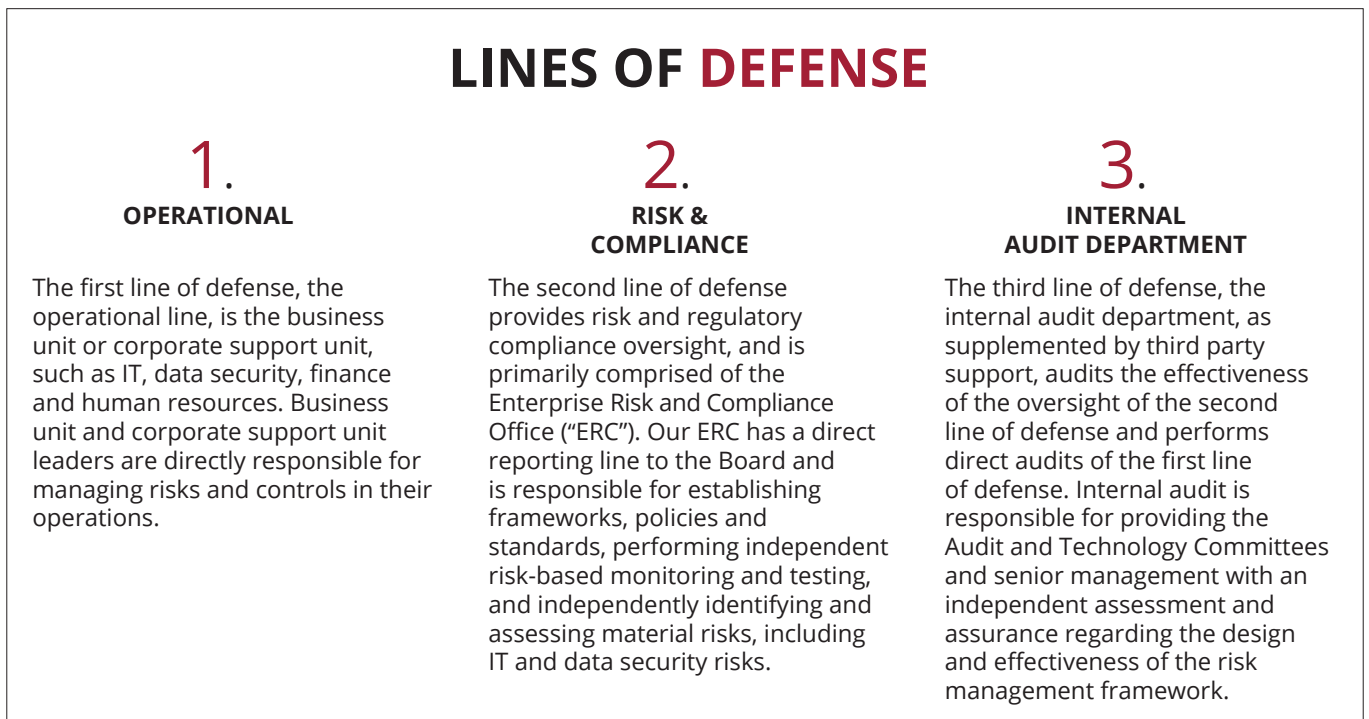 LINES OF DEFENSE
1.
OPERATIONAL
The first line of defense, the
operational line, is the business
unit or corporate support unit,
such as IT, data security, finance
and human resources. Business
unit and corporate support unit
leaders are directly responsible for
managing risks and controls in their
operations.
2.
RISK &
COMPLIANCE
The second line of defense
provides risk and regulatory
compliance oversight, and is
primarily comprised of the
Enterprise Risk and Compliance
Office (“ERC”). Our ERC has a direct
reporting line to the Board and
is responsible for establishing
frameworks, policies and
standards, performing independent
risk-based monitoring and testing,
and independently identifying and
assessing material risks, including
IT and data security risks.
3.
INTERNAL
AUDIT DEPARTMENT
The third line of defense, the
internal audit department, as
supplemented by third party
support, audits the effectiveness
of the oversight of the second
line of defense and performs
direct audits of the first line
of defense. Internal audit is
responsible for providing the
Audit and Technology Committees
and senior management with an
independent assessment and
assurance regarding the design
and effectiveness of the risk
management framework.